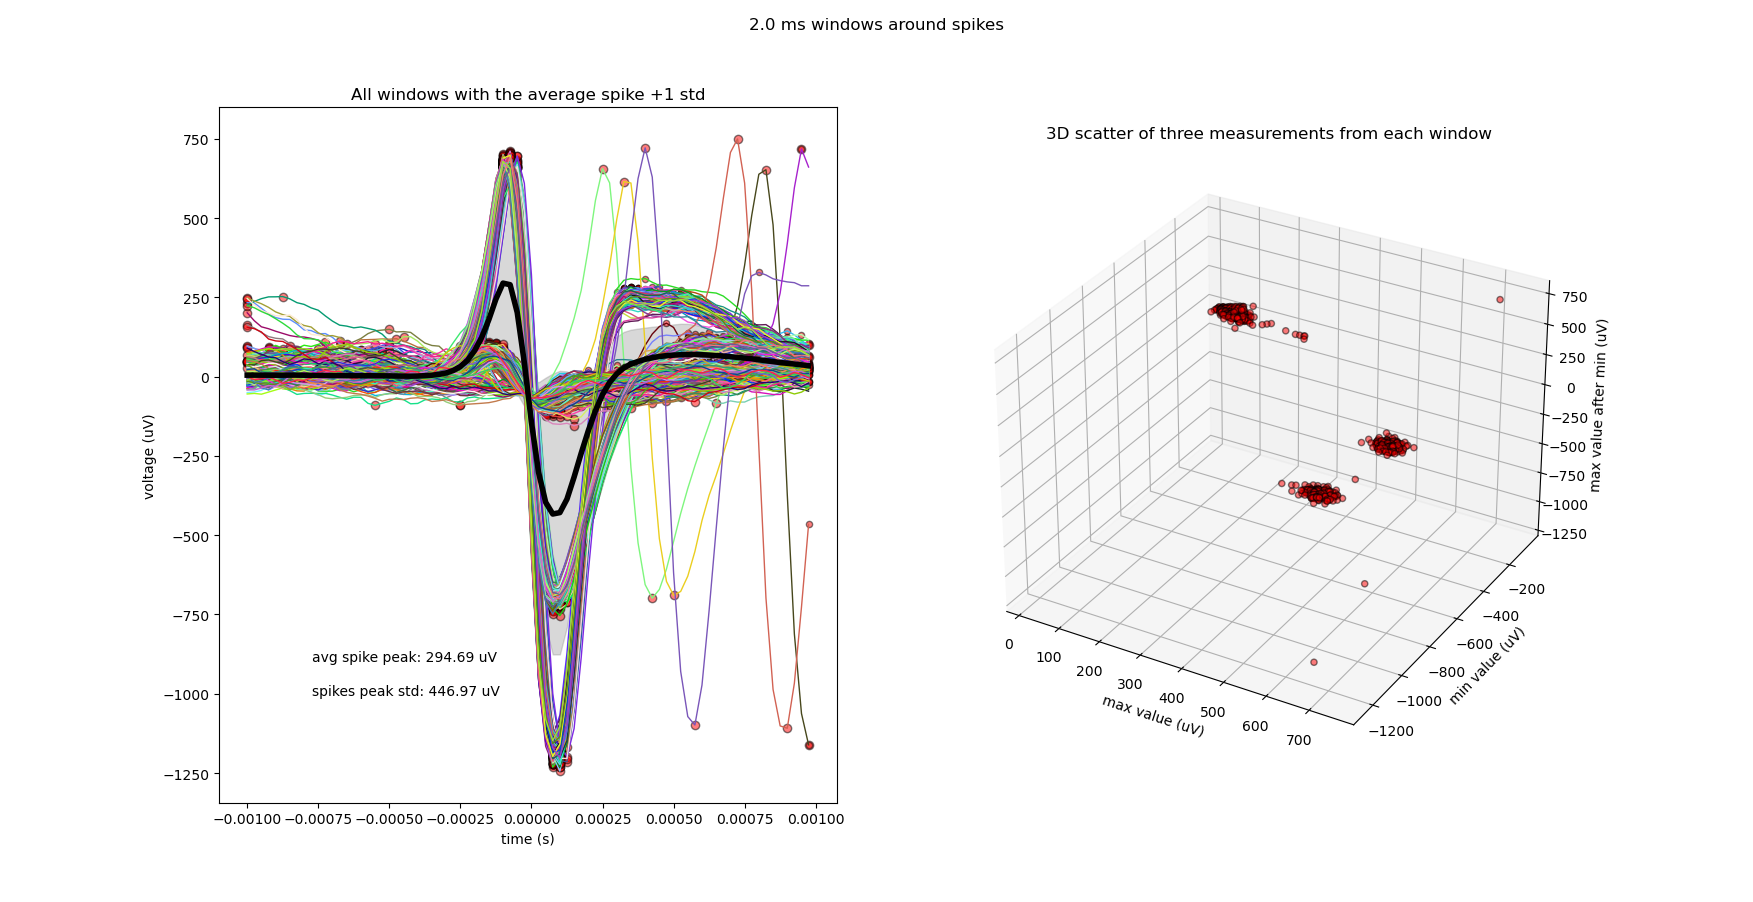 2.0 ms windows around spikes
All windows with the average spike +1 std
750
500
250
0
−250
−500
−750
−1000
−1250
voltage (uV)
avg spike peak: 294.69 uV
spikes peak std: 446.97 uV
−0.00100 −0.00075 −0.00050 −0.00025 0.00000 0.00025 0.00050 0.00075 0.00100
time (s)
3D scatter of three measurements from each window
750
500
250
0
−250
−500
−750
−1000
−1250
max value after min (uV)
0
100
200
300
400
500
600
700
max value (uV)
−200
−400
−600
−800
−1000
−1200
min value (uV)